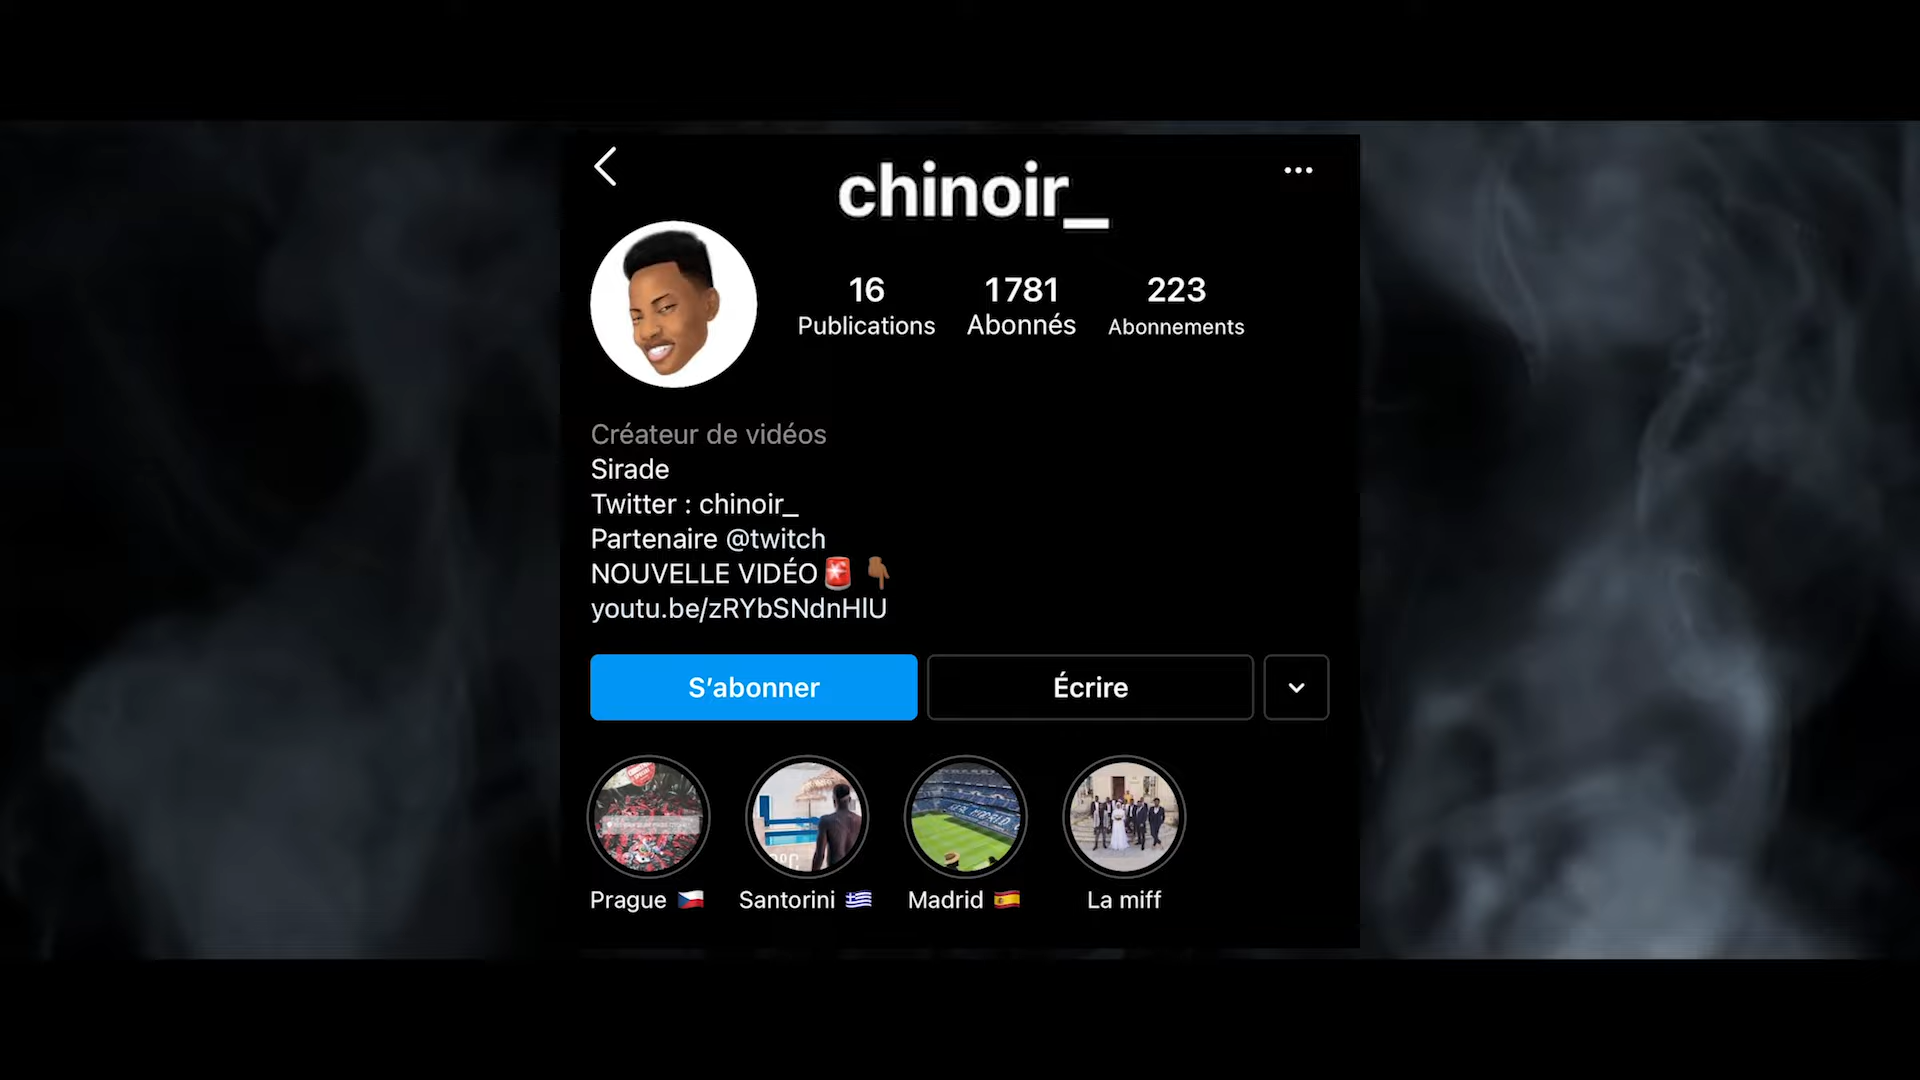 chinoir_
16
1781
223
Publications
Abonnés
Abonnements
Créateur de vidéos
Sirade
Twitter : chinoir_
Partenaire @twitch
NOUVELLE VIDÉO🚨 👇🏾
youtu.be/zRYbSNdnHlU
S'abonner
Écrire
Prague 🇨🇿
Santorini 🇬🇷
Madrid 🇪🇸
La miff